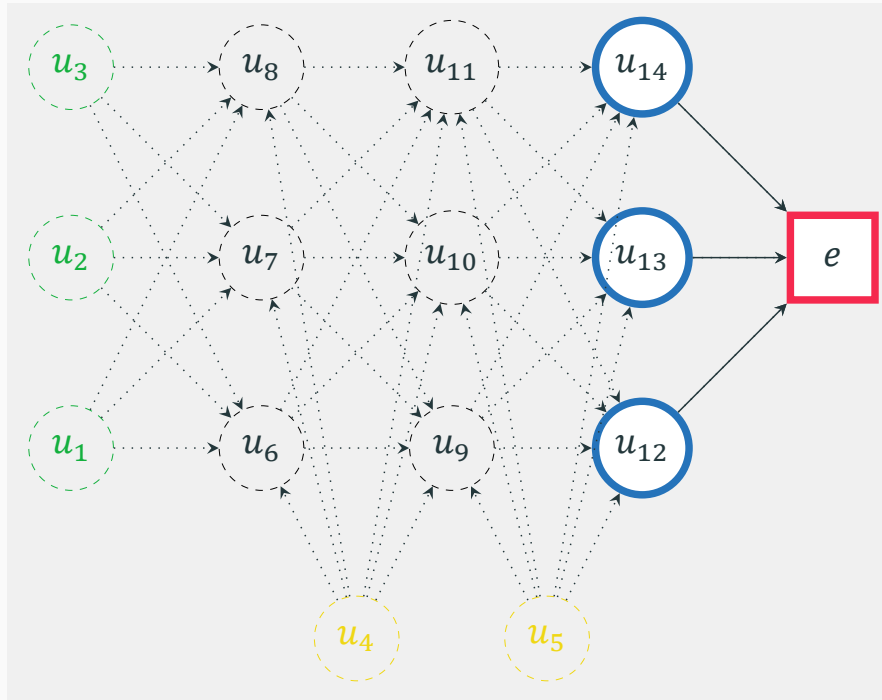 u₃ u₈ u₁₁ u₁₄
u₂ u₇ u₁₀ u₁₃ e
u₁ u₆ u₉ u₁₂
u₄ u₅